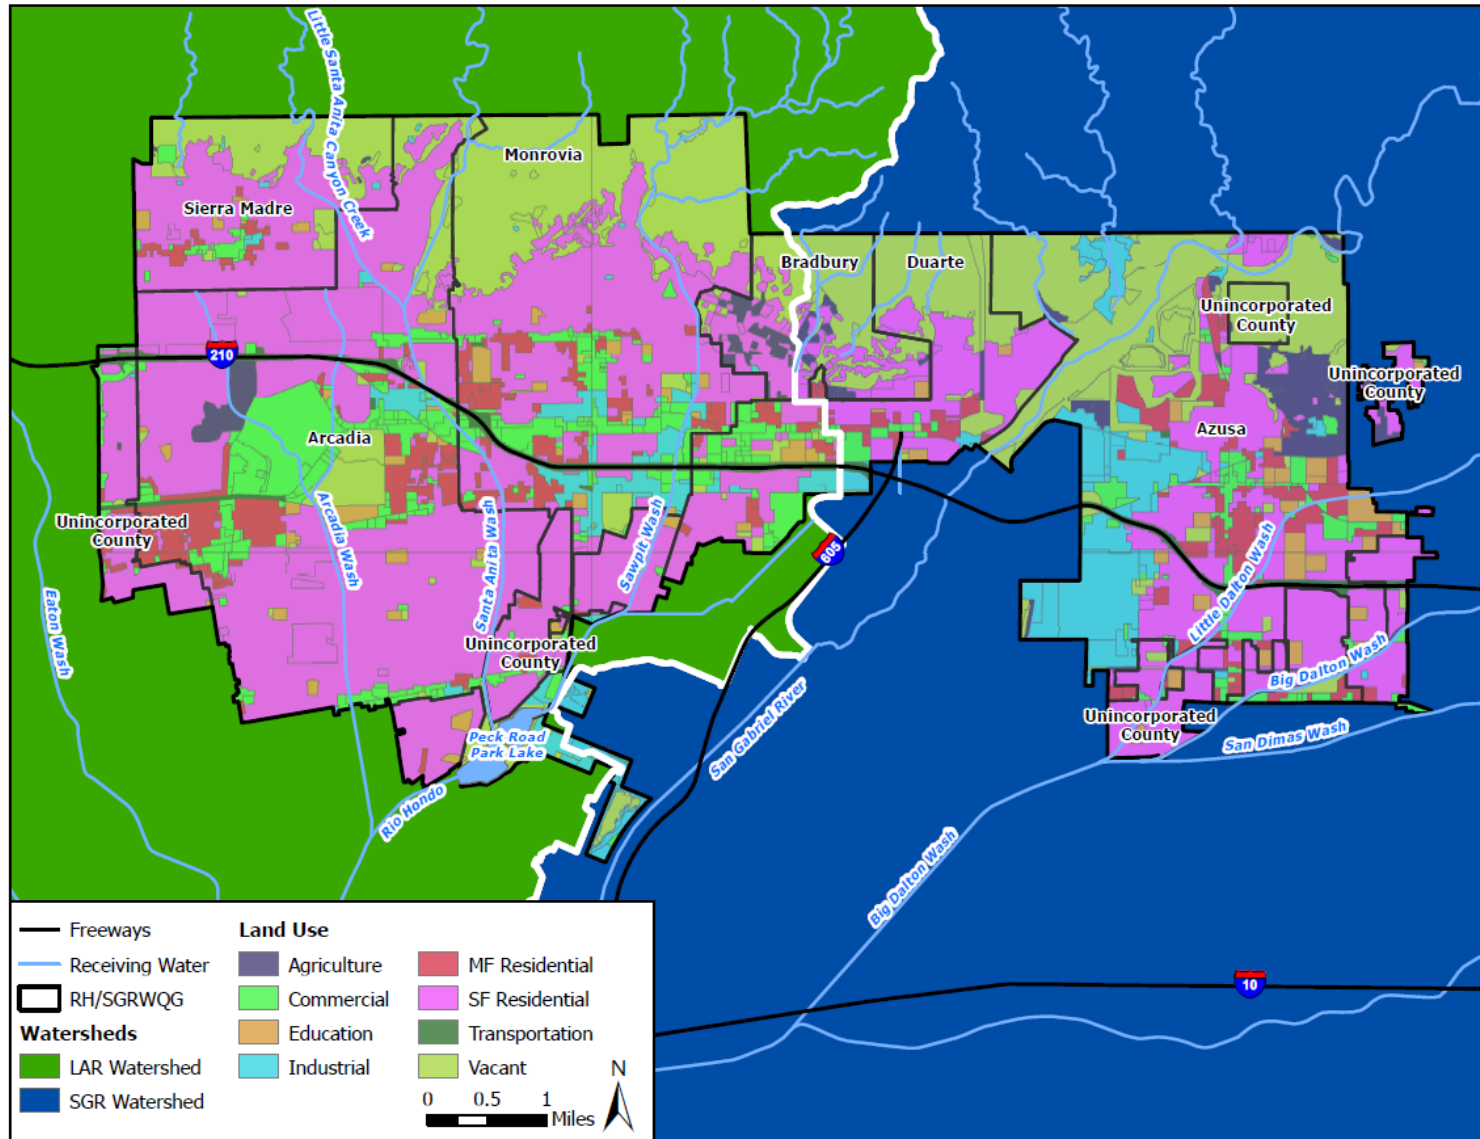 Little Santa Anita Canyon Creek
Monrovia
Sierra Madre
Bradbury
Duarte
Unincorporated
County
210
Unincorporated
County
Arcadia
Azusa
Unincorporated
County
Arcadia Wash
Santa Anita Wash
Sawpit Wash
605
Little Dalton Wash
Eaton Wash
Unincorporated
County
Big Dalton Wash
Unincorporated
County
San Dimas Wash
Peck Road
Park Lake
San Gabriel River
Rio Hondo
Big Dalton Wash
10
Freeways
Receiving Water
RH/SGRWQG
Watersheds
LAR Watershed
SGR Watershed
Land Use
Agriculture
Commercial
Education
Industrial
MF Residential
SF Residential
Transportation
Vacant
N
0 0.5 1
Miles